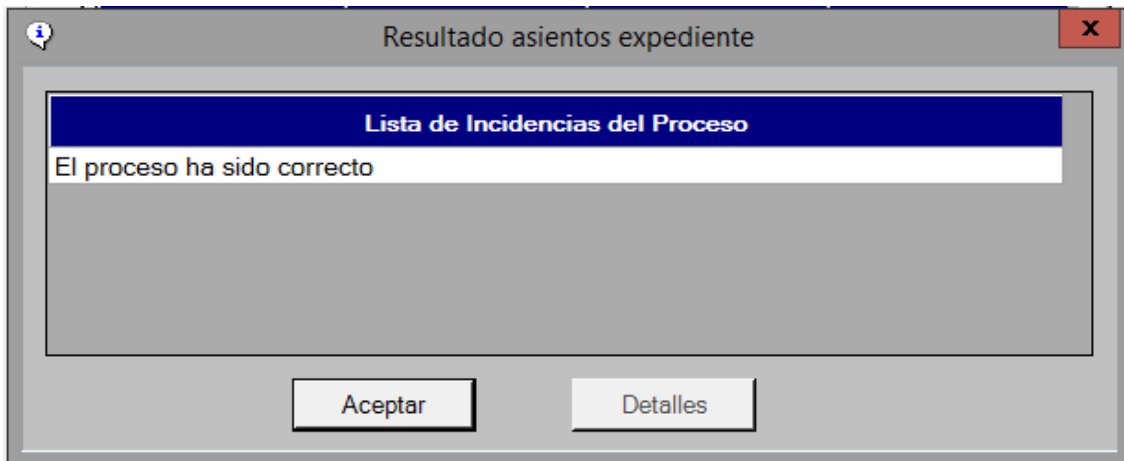 Resultado asientos expediente
x
Lista de Incidencias del Proceso
El proceso ha sido correcto
Aceptar Detalles